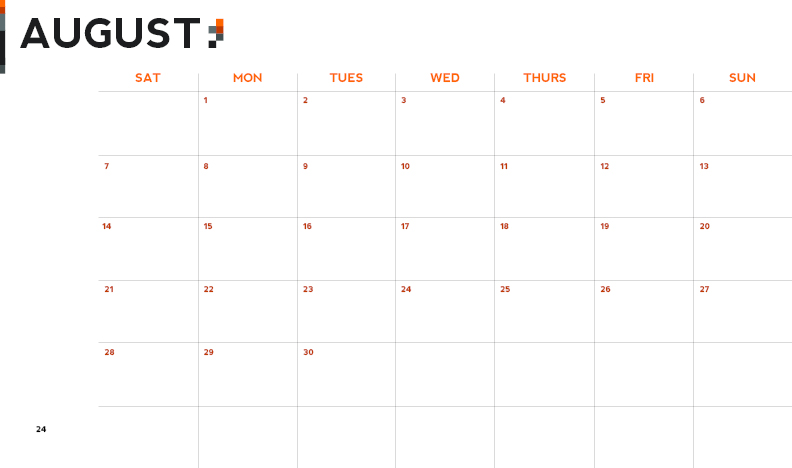 AUGUST
SAT MON TUES WED THURS FRI SUN
1 2 3 4 5 6
7 8 9 10 11 12 13
14 15 16 17 18 19 20
21 22 23 24 25 26 27
28 29 30
24